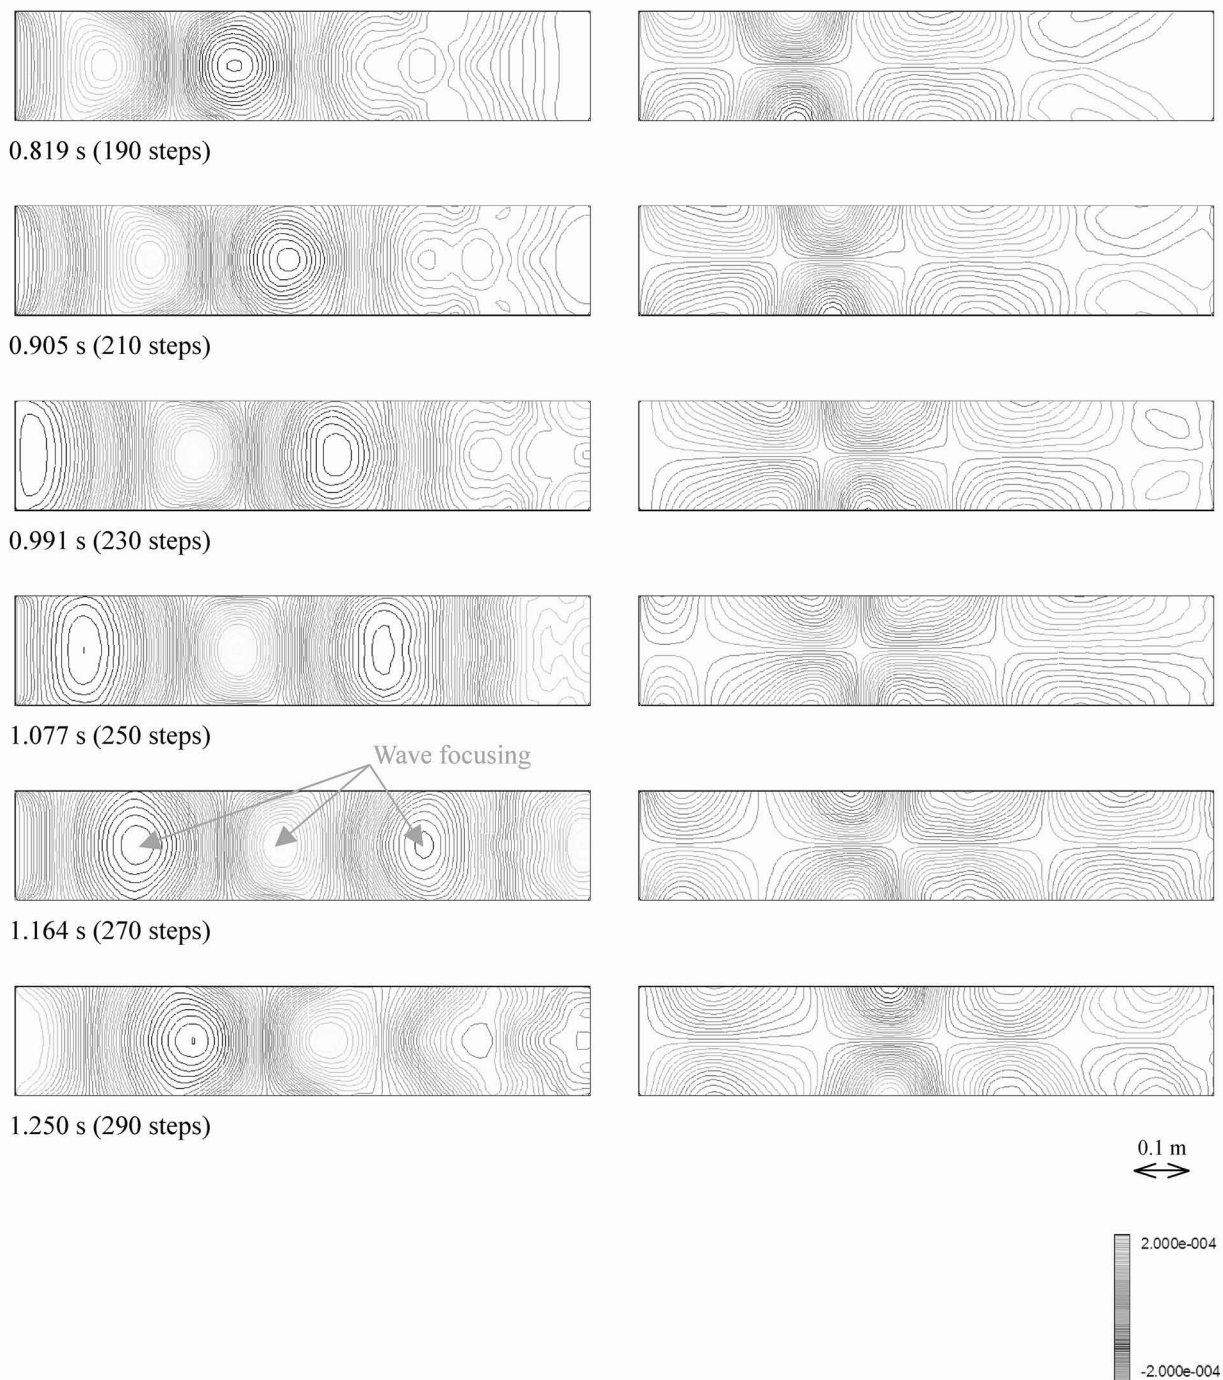 0.819 s (190 steps)
0.905 s (210 steps)
0.991 s (230 steps)
1.077 s (250 steps)
Wave focusing
1.164 s (270 steps)
1.250 s (290 steps)
0.1 m
2.000e-004
-2.000e-004